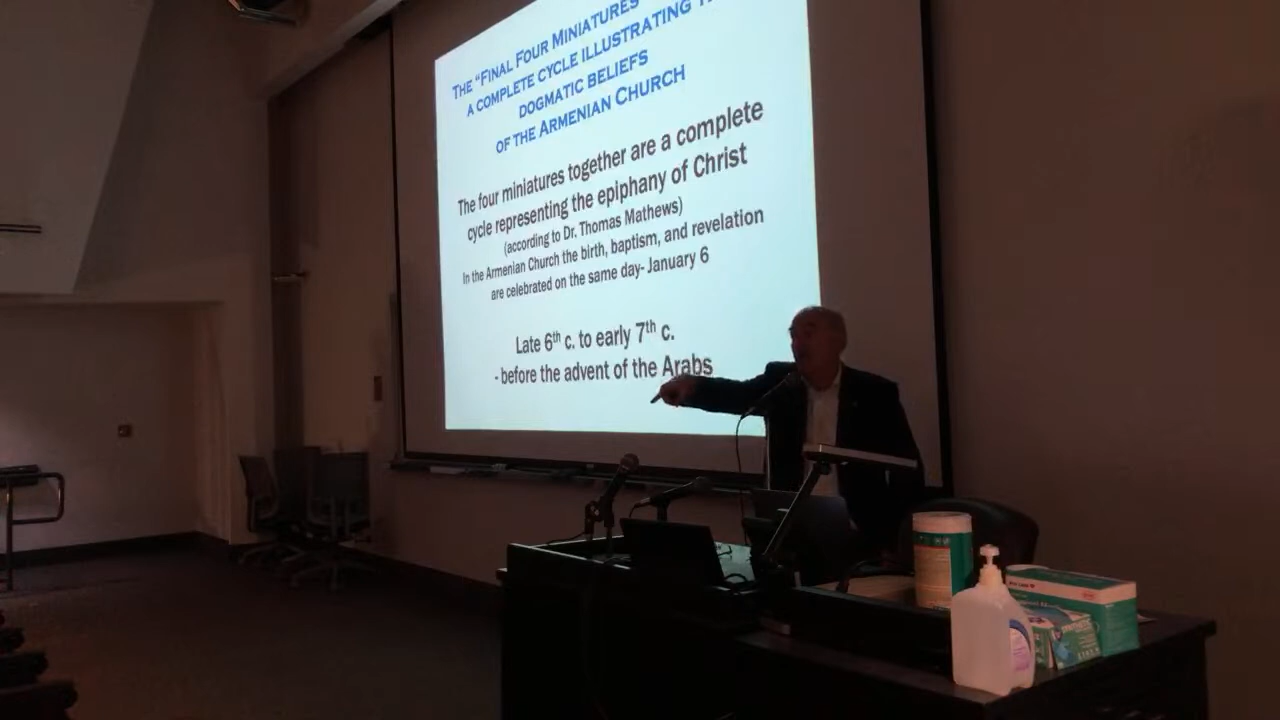 THE “FINAL FOUR MINIATURES
A COMPLETE CYCLE ILLUSTRATING
DOGMATIC BELIEFS
OF THE ARMENIAN CHURCH
The four miniatures together are a complete
cycle representing the epiphany of Christ
(according to Dr. Thomas Mathews)
In the Armenian Church the birth, baptism, and revelation
are celebrated on the same day- January 6
Late 6th c. to early 7th c.
- before the advent of the Arabs